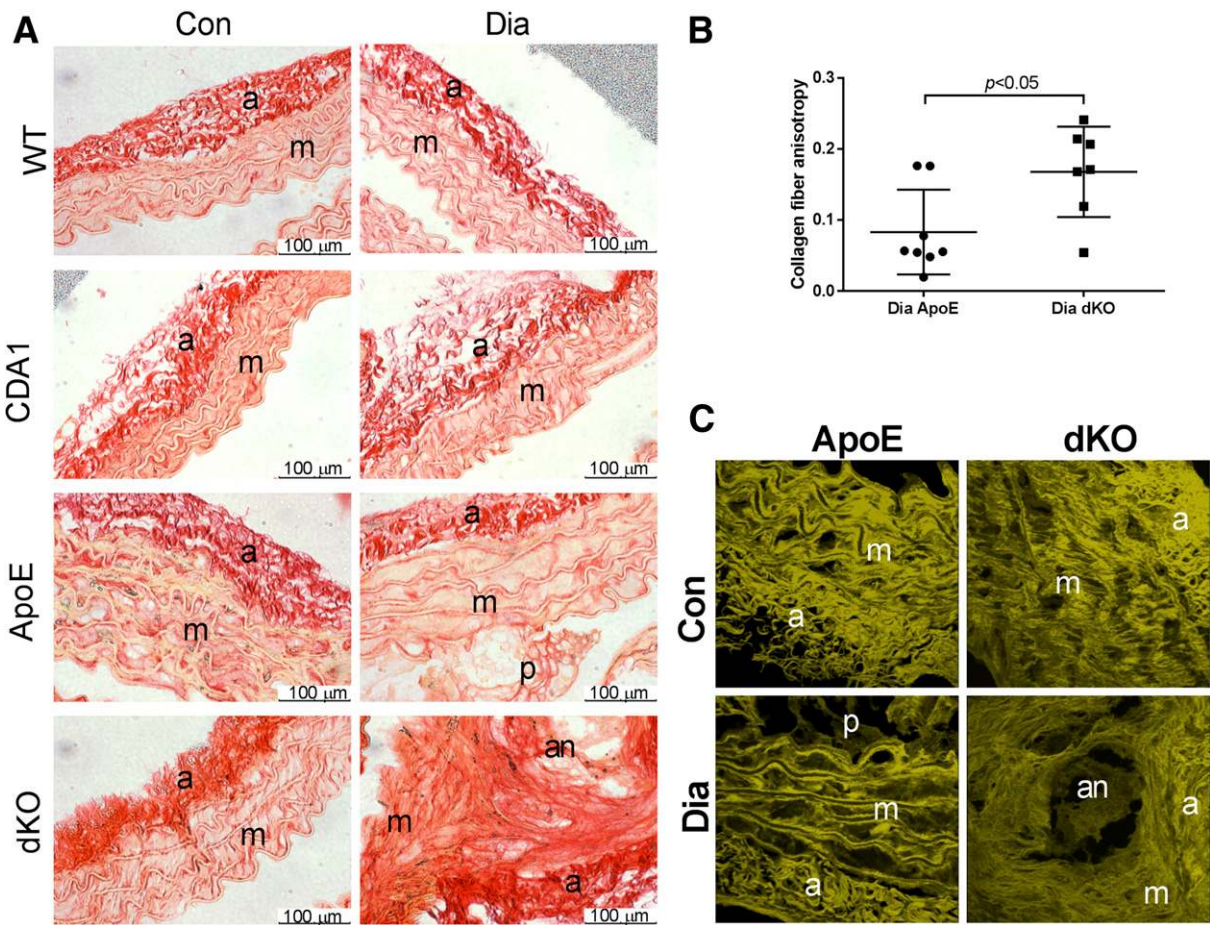 A
Con
Dia
WT
a
m
100 µm
a
m
100 µm
CDA1
a
m
100 µm
a
m
100 µm
ApoE
a
m
100 µm
a
m
p
100 µm
dKO
a
m
100 µm
an
m
a
100 µm
B
p<0.05
Collagen fiber anisotropy
0.3
0.2
0.1
0.0
Dia ApoE
Dia dKO
C
ApoE
dKO
Con
m
a
a
m
Dia
p
m
a
an
a
m